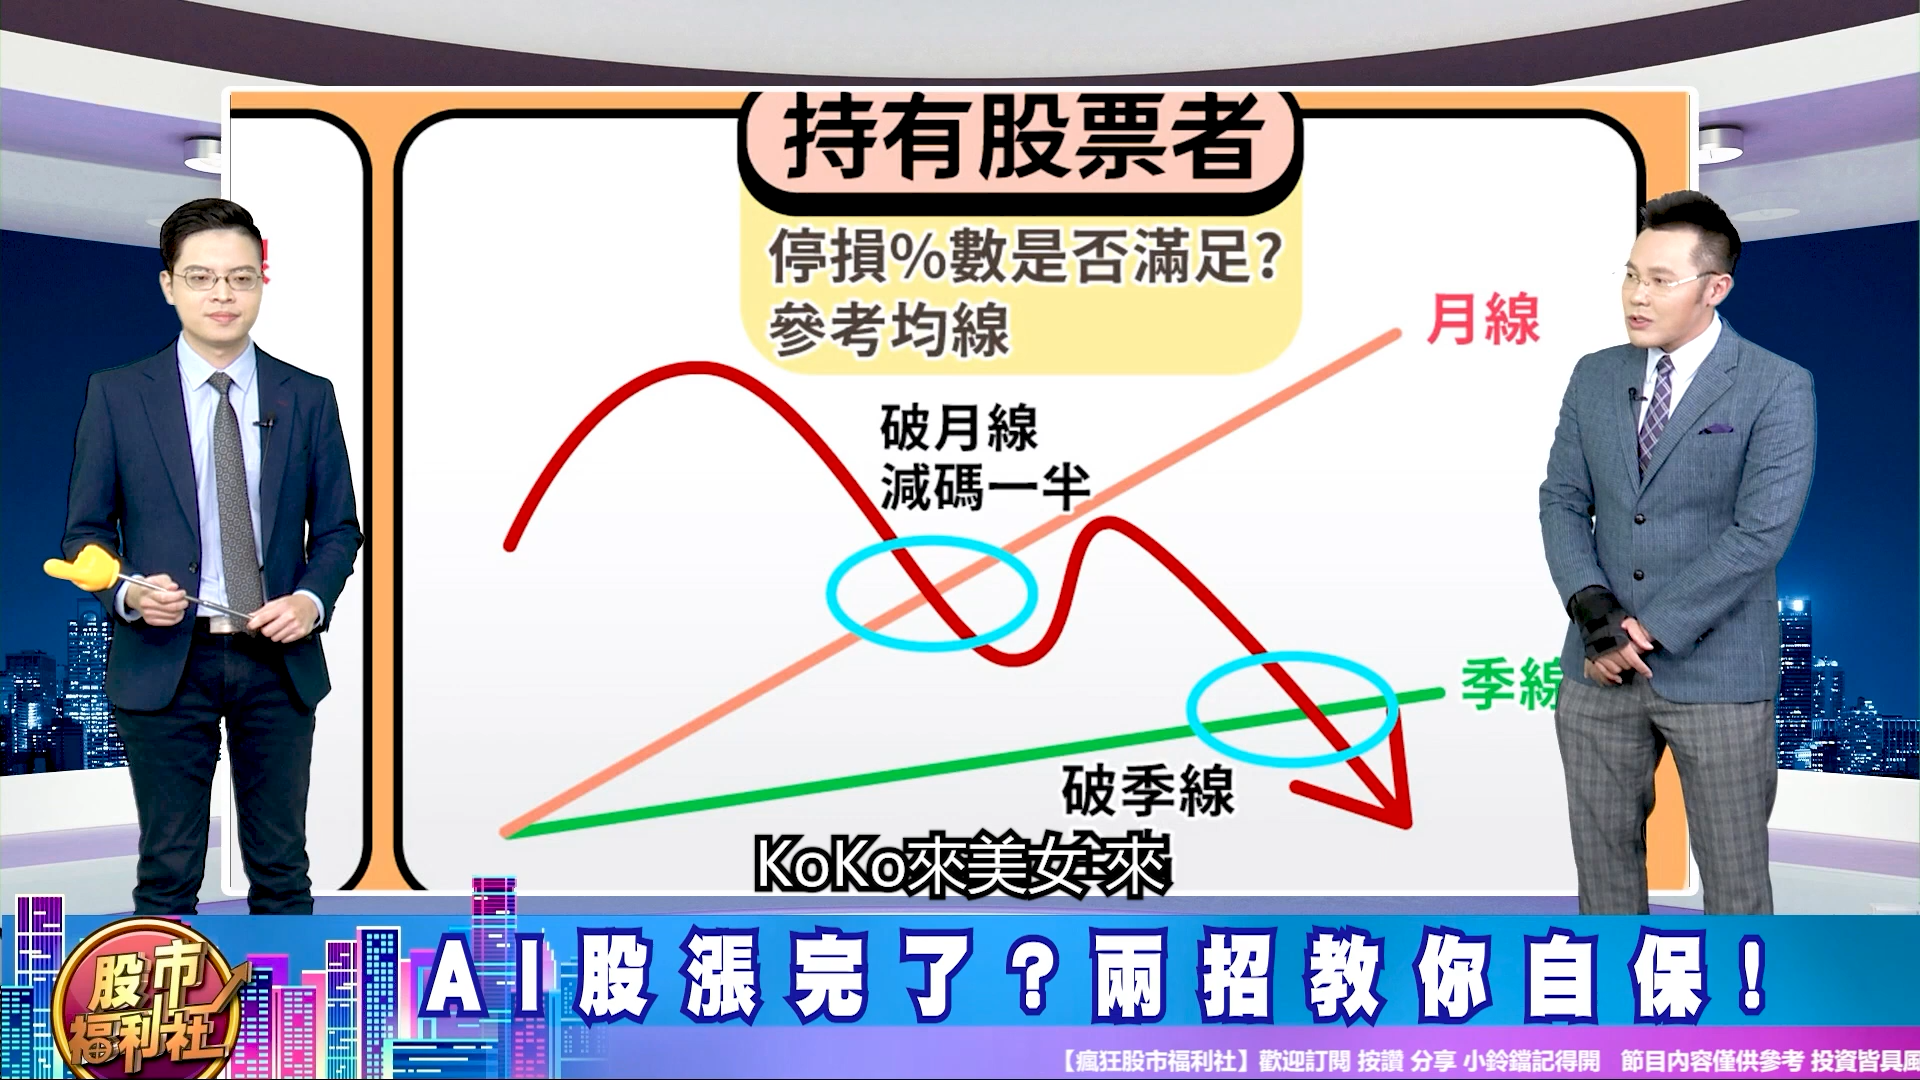 持有股票者
停損%數是否滿足?
參考均線
月線
破月線
減碼一半
季線
破季線
KoKo來美女 來
AI股漲完了?兩招教你自保!
股市
福利社
【瘋狂股市福利社】歡迎訂閱 按讚 分享 小鈴鐺記得開 節目內容僅供參考 投資皆具風